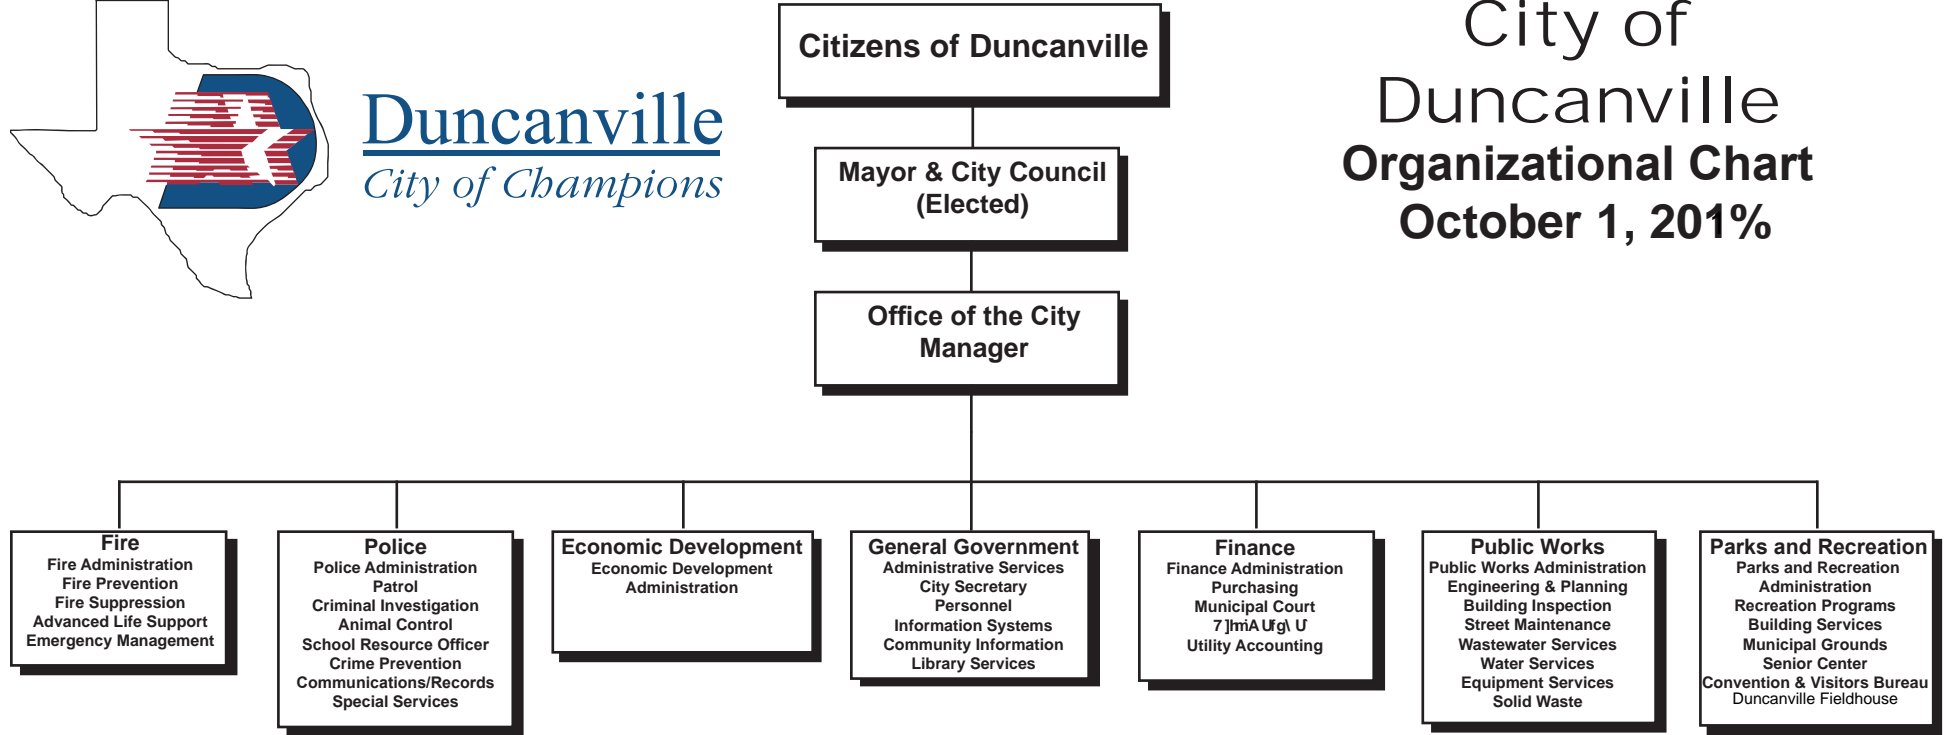 Duncanville
City of Champions
City of
Duncanville
Organizational Chart
October 1, 201%
Citizens of Duncanville
Mayor & City Council
(Elected)
Office of the City
Manager
Fire
Fire Administration
Fire Prevention
Fire Suppression
Advanced Life Support
Emergency Management
Police
Police Administration
Patrol
Criminal Investigation
Animal Control
School Resource Officer
Crime Prevention
Communications/Records
Special Services
Economic Development
Economic Development
Administration
General Government
Administrative Services
City Secretary
Personnel
Information Systems
Community Information
Library Services
Finance
Finance Administration
Purchasing
Municipal Court
Utility Accounting
Public Works
Public Works Administration
Engineering & Planning
Building Inspection
Street Maintenance
Wastewater Services
Water Services
Equipment Services
Solid Waste
Parks and Recreation
Parks and Recreation
Administration
Recreation Programs
Building Services
Municipal Grounds
Senior Center
Convention & Visitors Bureau
Duncanville Fieldhouse